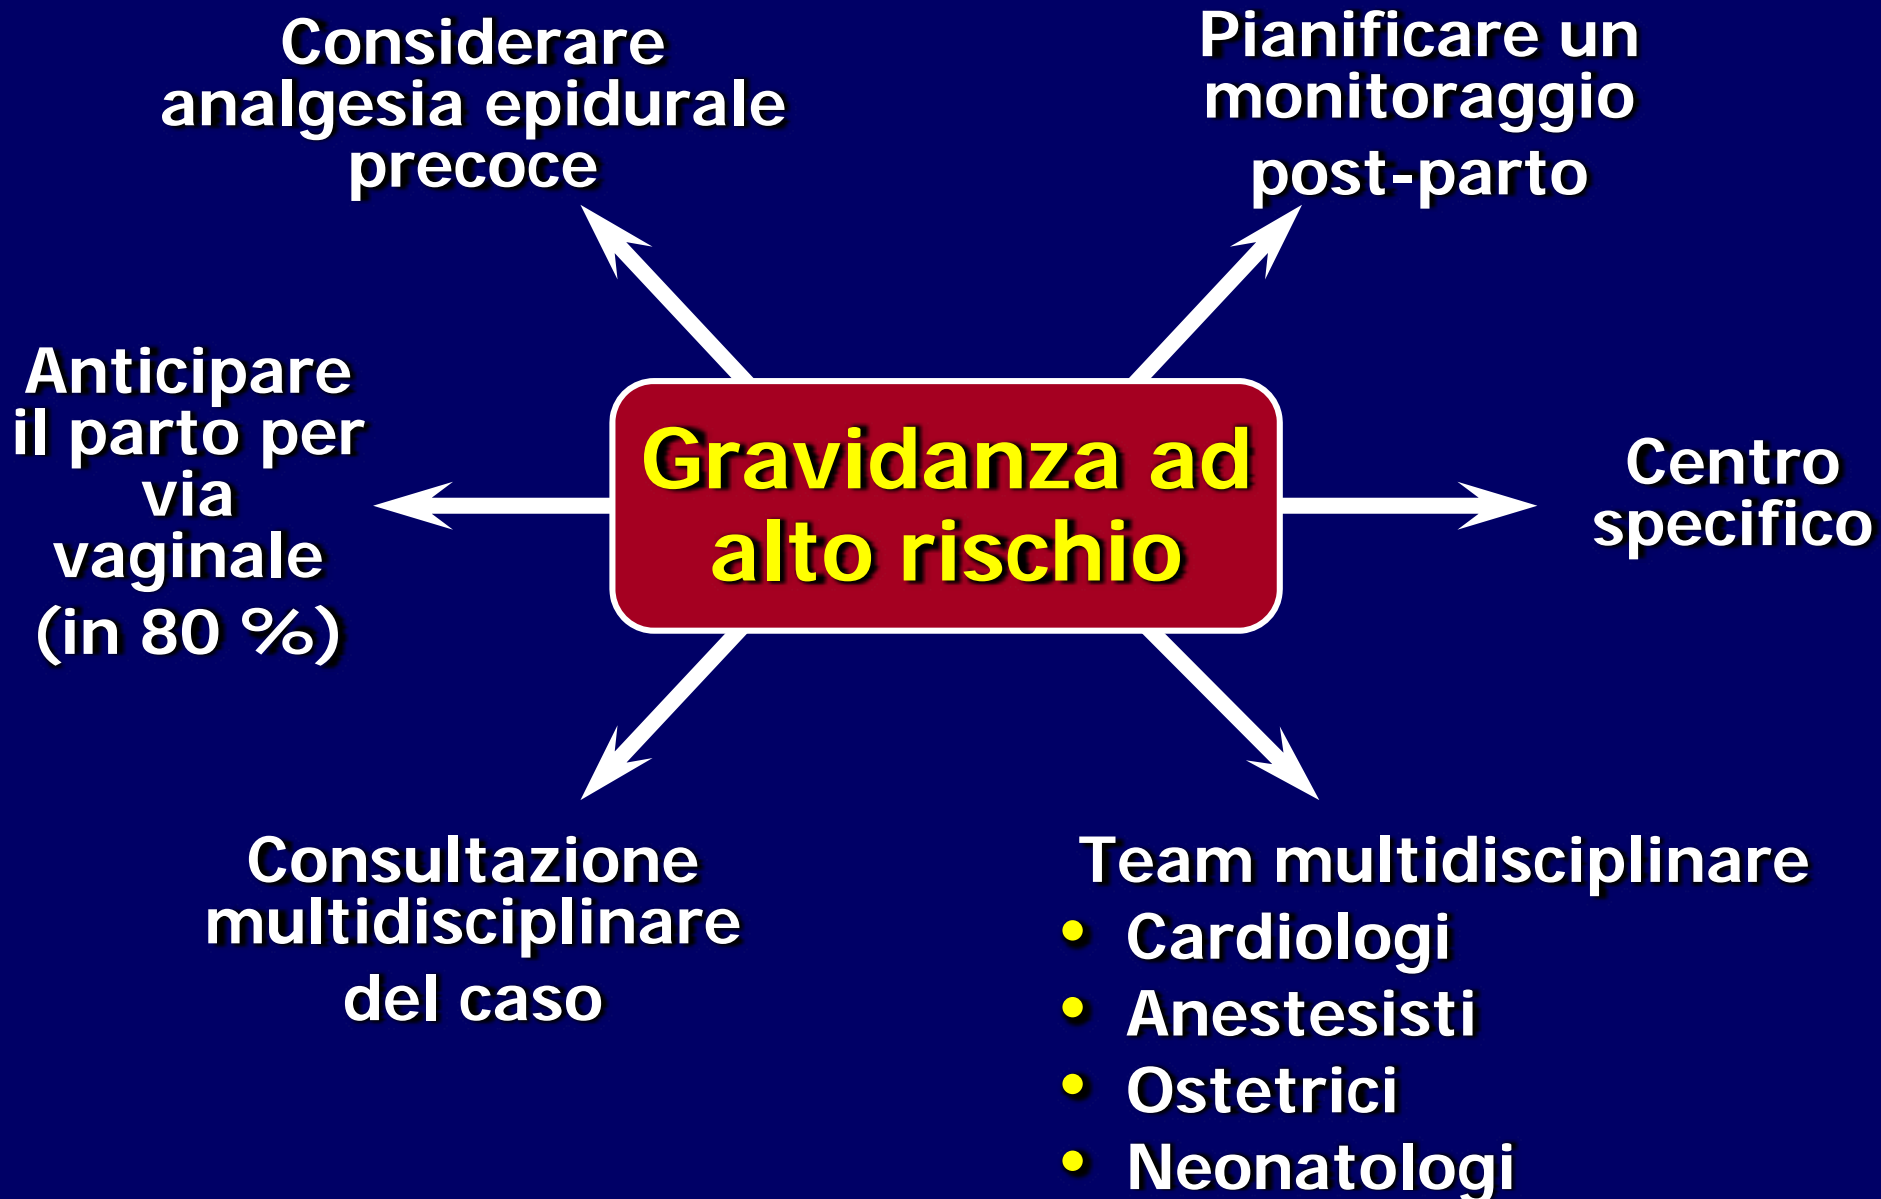 Considerare
analgesia epidurale
precoce
Pianificare un
monitoraggio
post-parto
Anticipare
il parto per
via
vaginale
(in 80 %)
Gravidanza ad
alto rischio
Centro
specifico
Consultazione
multidisciplinare
del caso
Team multidisciplinare
• Cardiologi
• Anestesisti
• Ostetrici
• Neonatologi